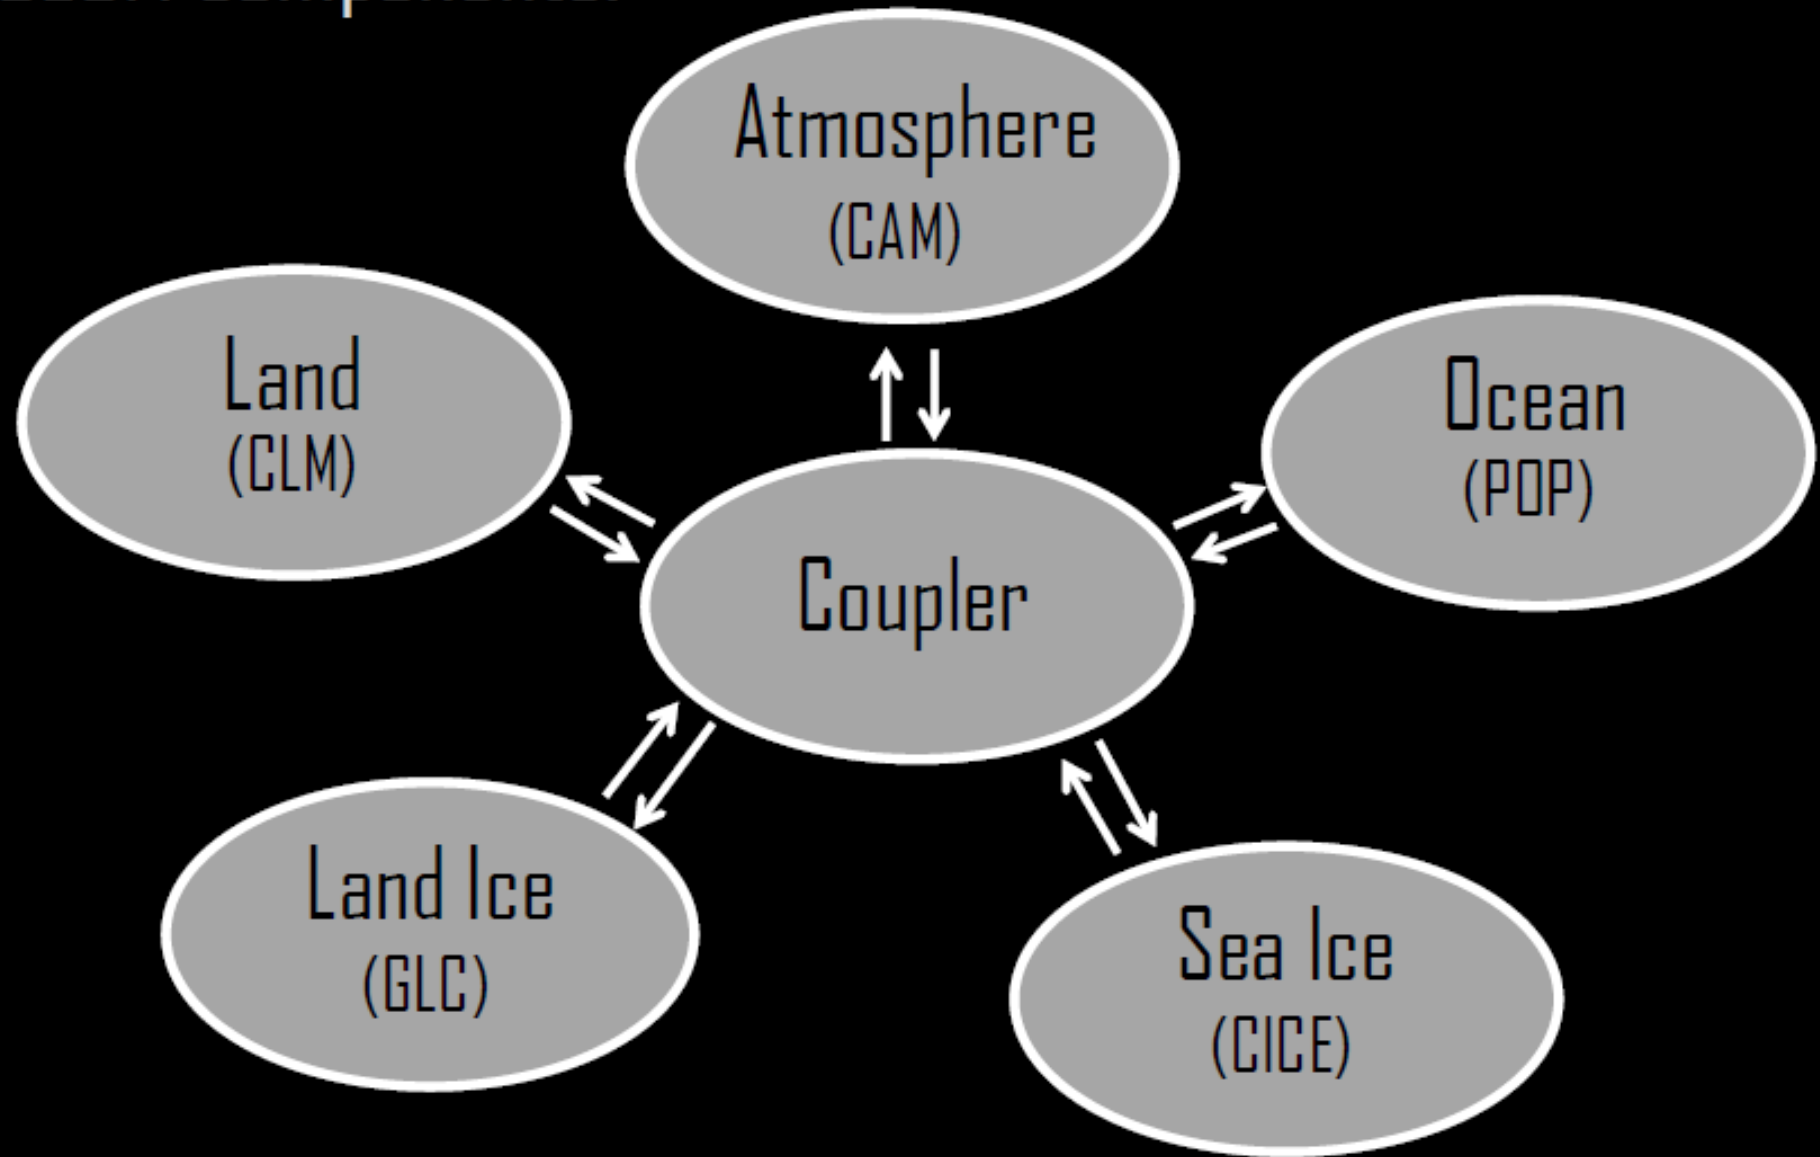 Atmosphere
(CAM)
Land
(CLM)
Ocean
(POP)
Coupler
Land Ice
(GLC)
Sea Ice
(CICE)